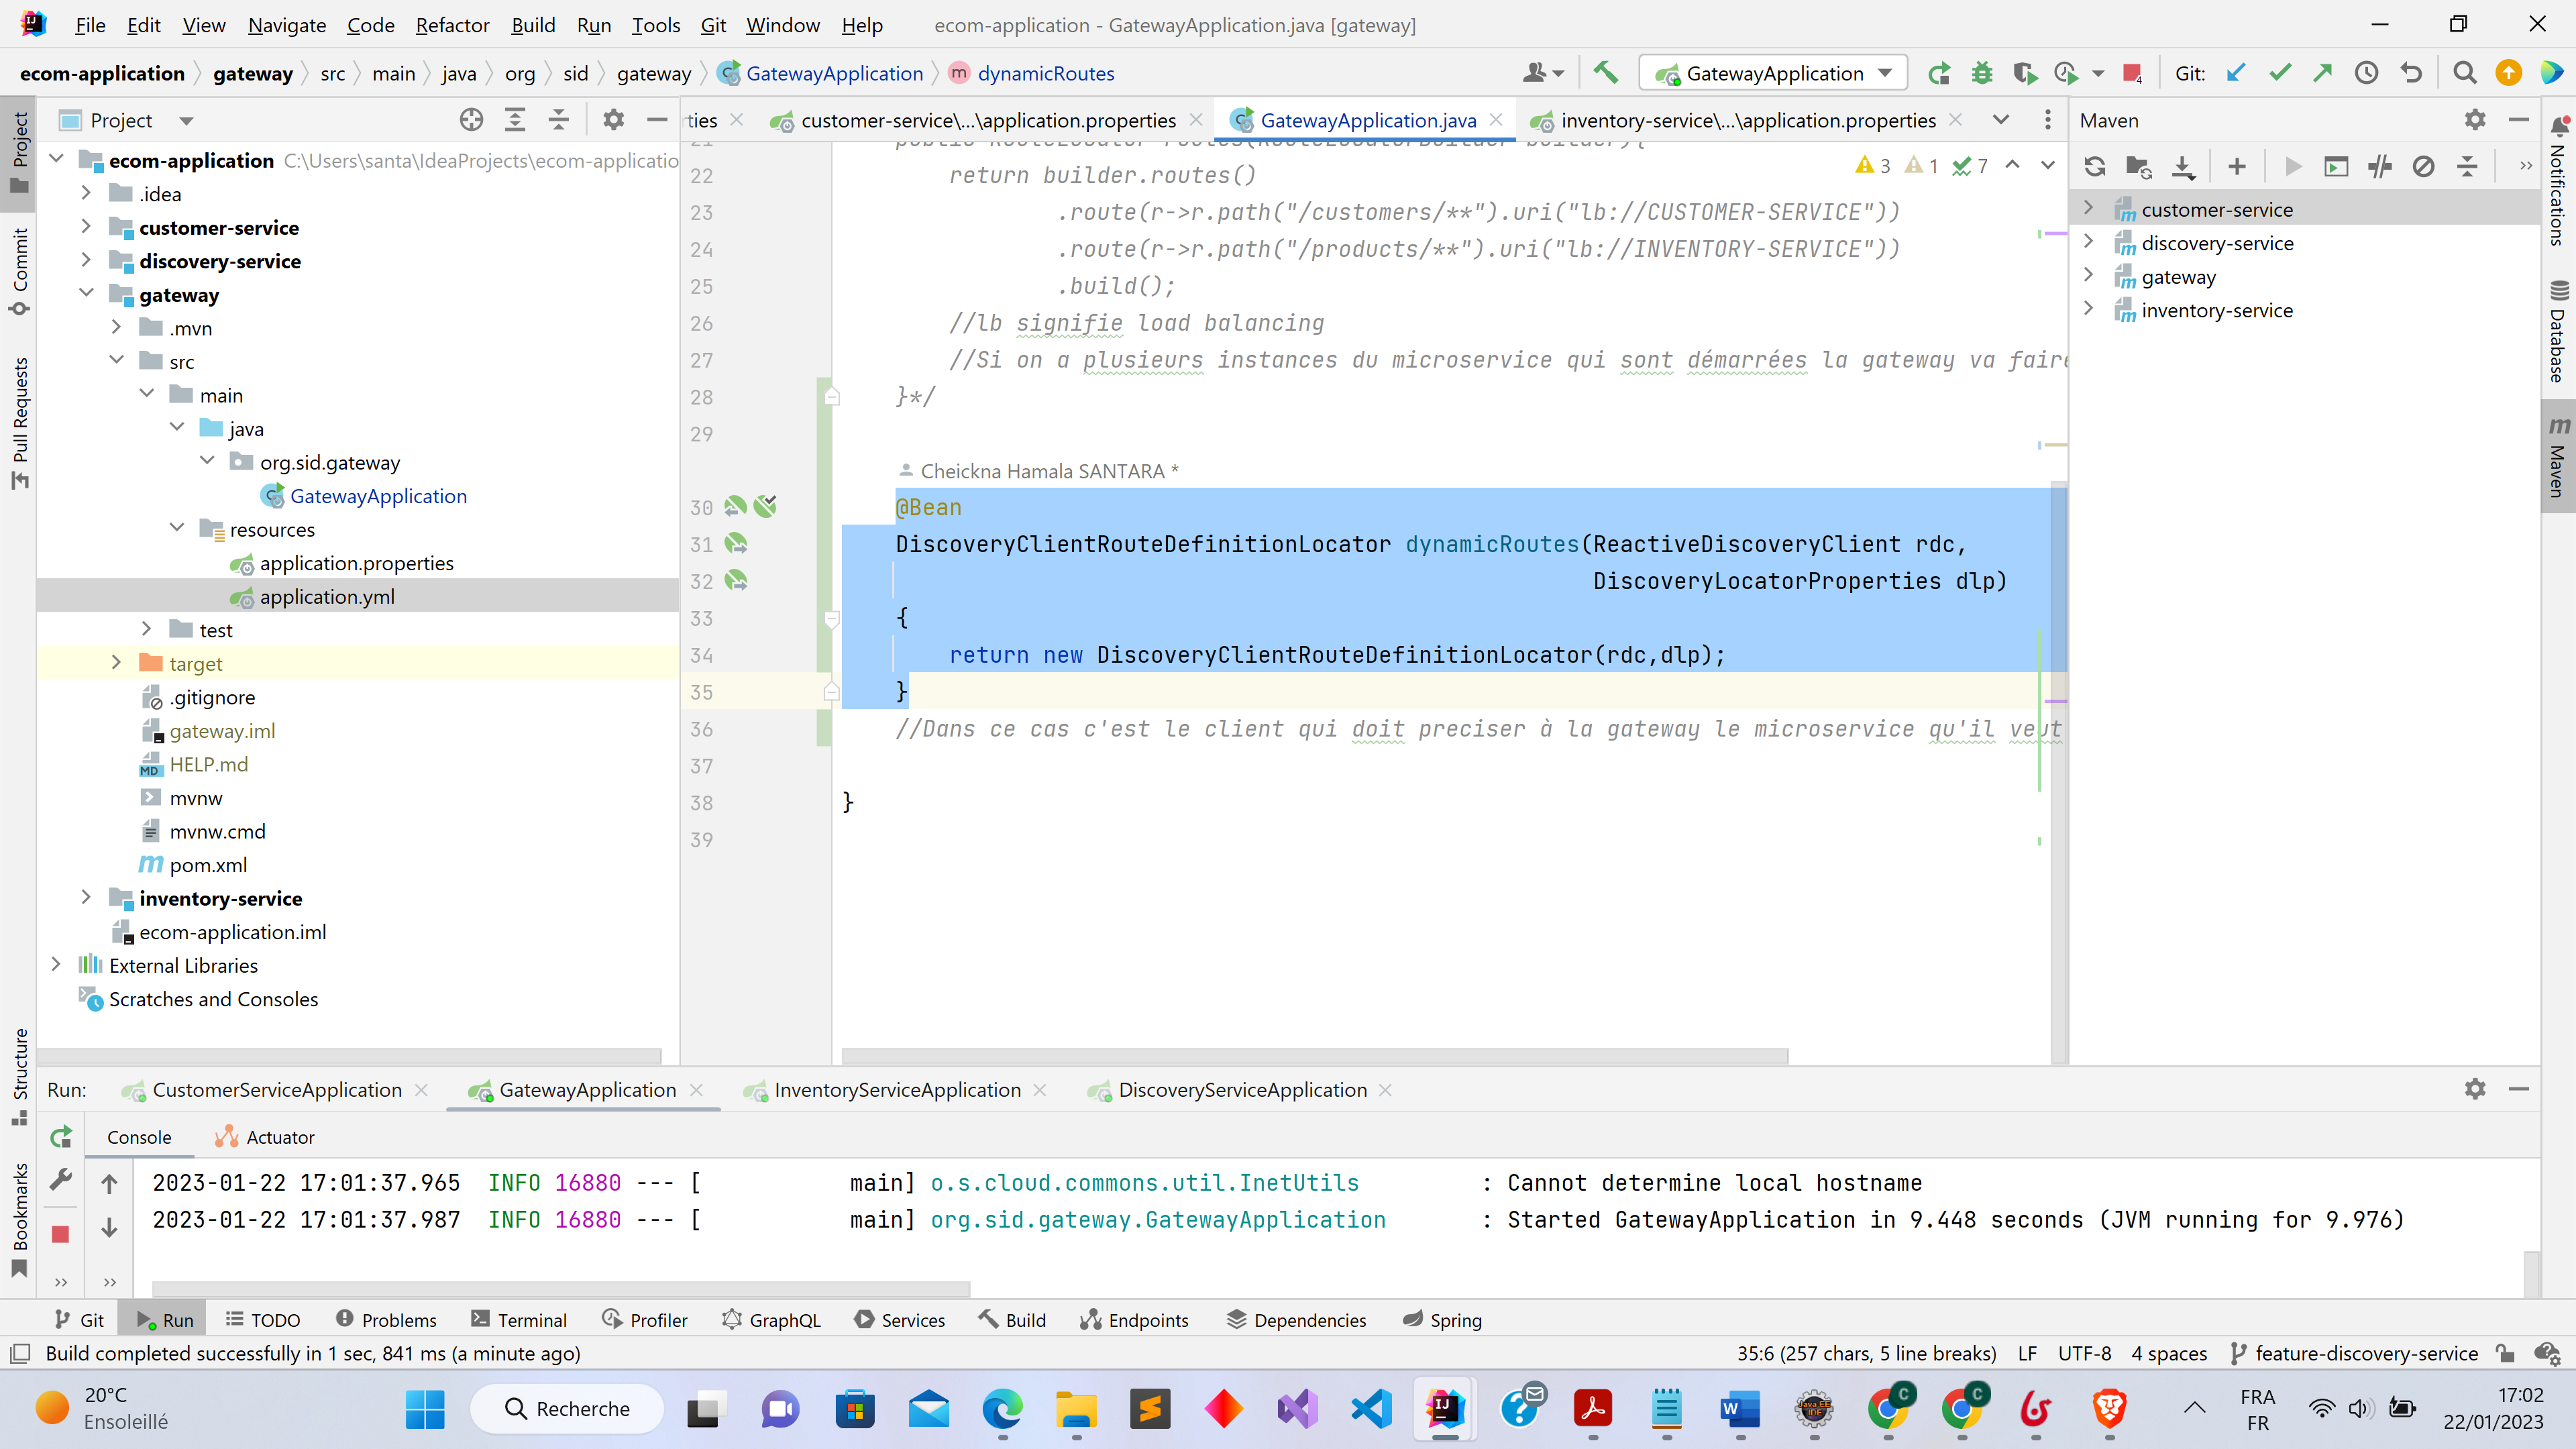 File Edit View Navigate Code Refactor Build Run Tools Git Window Help ecom-application - GatewayApplication.java [gateway]
ecom-application gateway src main java org sid gateway GatewayApplication dynamicRoutes
GatewayApplication
Git:
Project
ties
customer-service\...\application.properties
GatewayApplication.java
inventory-service\...\application.properties
Maven
Project
Commit
Pull Requests
Structure
Bookmarks
ecom-application C:\Users\santa\IdeaProjects\ecom-applicatio
.idea
customer-service
discovery-service
gateway
.mvn
src
main
java
org.sid.gateway
GatewayApplication
resources
application.properties
application.yml
test
target
.gitignore
gateway.iml
HELP.md
mvnw
mvnw.cmd
pom.xml
inventory-service
ecom-application.iml
External Libraries
Scratches and Consoles
3 1 7
21 public RouteLocator routes(RouteLocatorBuilder builder){
22 return builder.routes()
23 .route(r->r.path("/customers/**").uri("lb://CUSTOMER-SERVICE"))
24 .route(r->r.path("/products/**").uri("lb://INVENTORY-SERVICE"))
25 .build();
26 //lb signifie load balancing
27 //Si on a plusieurs instances du microservice qui sont démarrées la gateway va faire
28 }*/
29
Cheickna Hamala SANTARA *
30 @Bean
31 DiscoveryClientRouteDefinitionLocator dynamicRoutes(ReactiveDiscoveryClient rdc,
32 DiscoveryLocatorProperties dlp)
33 {
34 return new DiscoveryClientRouteDefinitionLocator(rdc,dlp);
35 }
36 //Dans ce cas c'est le client qui doit preciser à la gateway le microservice qu'il veut
37
38 }
39
customer-service
discovery-service
gateway
inventory-service
Notifications
Database
Maven
Run: CustomerServiceApplication GatewayApplication InventoryServiceApplication DiscoveryServiceApplication
Console Actuator
2023-01-22 17:01:37.965 INFO 16880 --- [ main] o.s.cloud.commons.util.InetUtils : Cannot determine local hostname
2023-01-22 17:01:37.987 INFO 16880 --- [ main] org.sid.gateway.GatewayApplication : Started GatewayApplication in 9.448 seconds (JVM running for 9.976)
Git Run TODO Problems Terminal Profiler GraphQL Services Build Endpoints Dependencies Spring
Build completed successfully in 1 sec, 841 ms (a minute ago) 35:6 (257 chars, 5 line breaks) LF UTF-8 4 spaces feature-discovery-service
20°C
Ensoleillé
Recherche
FRA
FR
17:02
22/01/2023